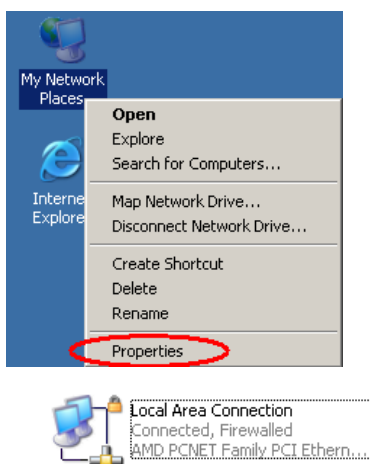 My Network
Places
Open
Explore
Search for Computers...
Interne
Explore
Map Network Drive...
Disconnect Network Drive...
Create Shortcut
Delete
Rename
Properties
Local Area Connection
Connected, Firewalled
AMD PCNET Family PCI Ethern...